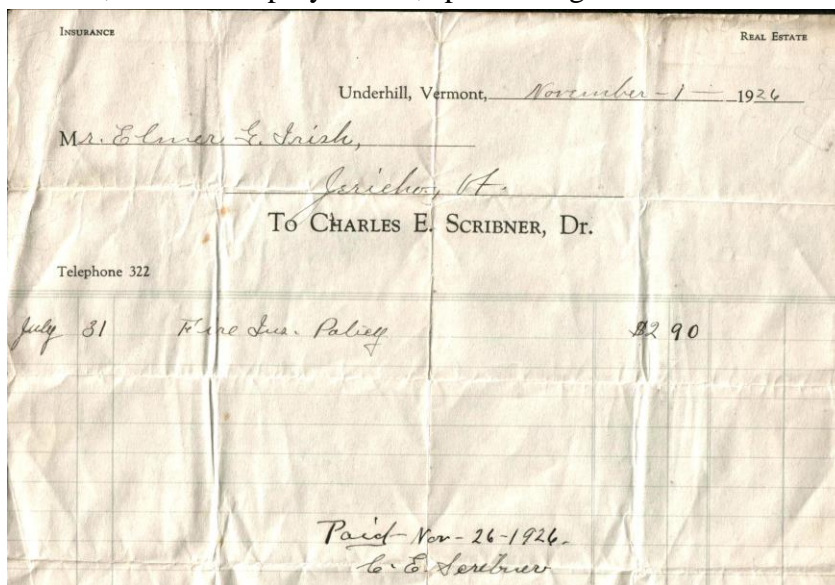 INSURANCE REAL ESTATE
Underhill, Vermont, November - 1 - 1926
Mr. Elmer G. Irish,
Jericho, Vt.
TO CHARLES E. SCRIBNER, Dr.
Telephone 322
July 31 Fire Ins. Policy $2 90
Paid - Nov - 26 - 1926.
C. E. Scribner